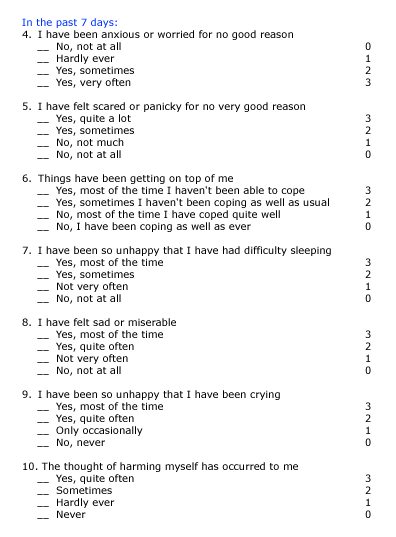 In the past 7 days:
4. I have been anxious or worried for no good reason
__ No, not at all 0
__ Hardly ever 1
__ Yes, sometimes 2
__ Yes, very often 3
5. I have felt scared or panicky for no very good reason
__ Yes, quite a lot 3
__ Yes, sometimes 2
__ No, not much 1
__ No, not at all 0
6. Things have been getting on top of me
__ Yes, most of the time I haven't been able to cope 3
__ Yes, sometimes I haven't been coping as well as usual 2
__ No, most of the time I have coped quite well 1
__ No, I have been coping as well as ever 0
7. I have been so unhappy that I have had difficulty sleeping
__ Yes, most of the time 3
__ Yes, sometimes 2
__ Not very often 1
__ No, not at all 0
8. I have felt sad or miserable
__ Yes, most of the time 3
__ Yes, quite often 2
__ Not very often 1
__ No, not at all 0
9. I have been so unhappy that I have been crying
__ Yes, most of the time 3
__ Yes, quite often 2
__ Only occasionally 1
__ No, never 0
10. The thought of harming myself has occurred to me
__ Yes, quite often 3
__ Sometimes 2
__ Hardly ever 1
__ Never 0